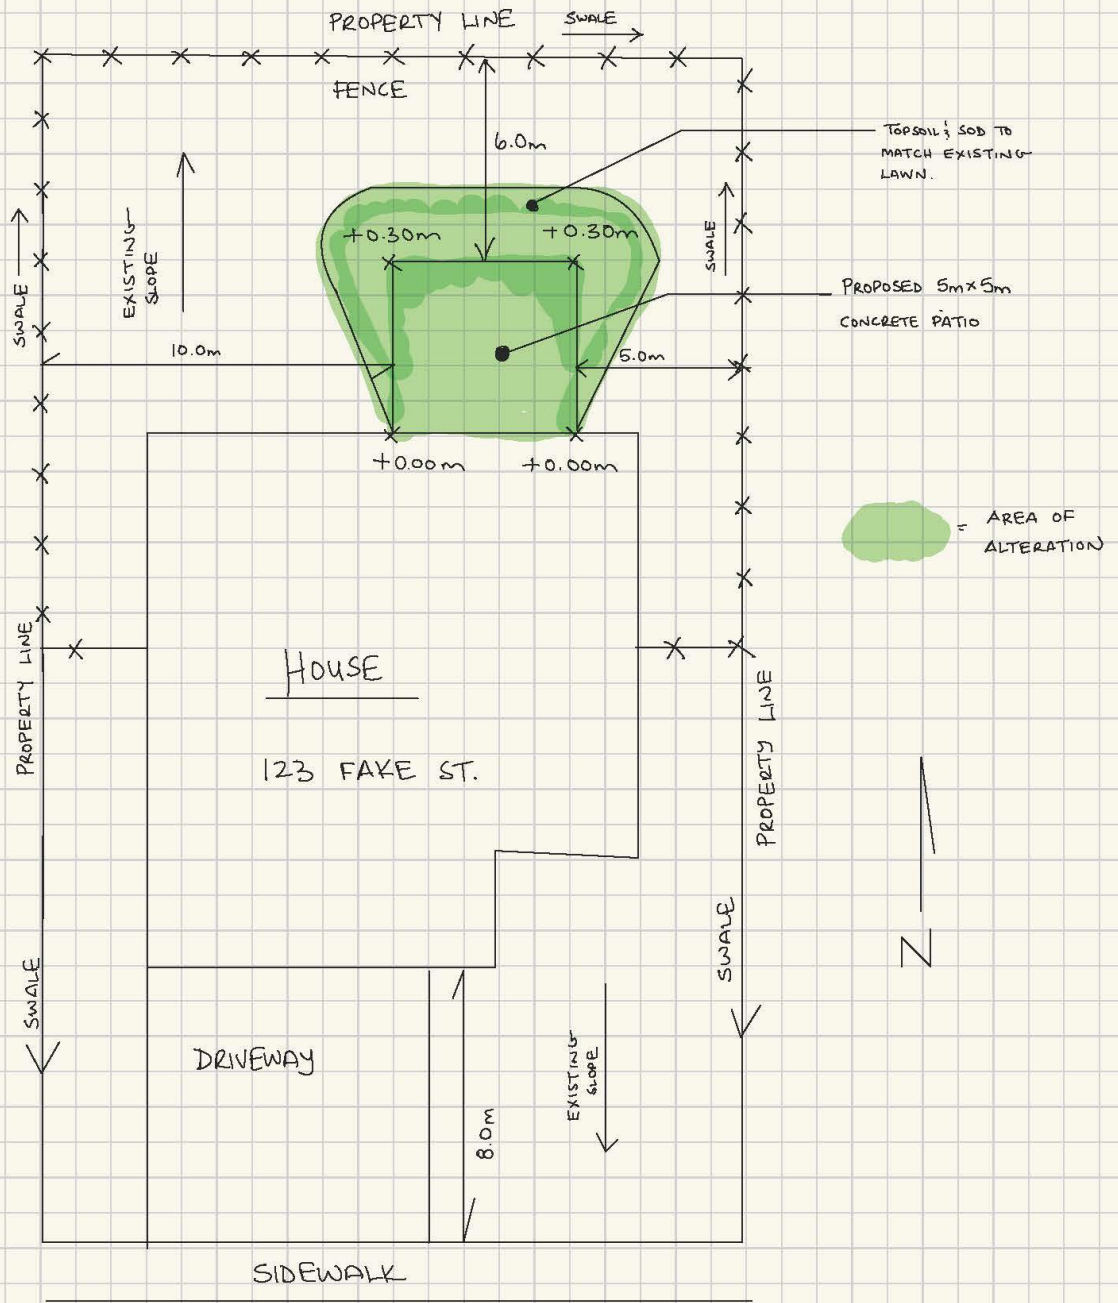 PROPERTY LINE
SWALE
FENCE
6.0m
TOPSOIL & SOD TO
MATCH EXISTING
LAWN.
+0.30m
+0.30m
SWALE
EXISTING
SLOPE
SWALE
PROPOSED 5m x 5m
CONCRETE PATIO
10.0m
5.0m
+0.00m
+0.00m
= AREA OF
ALTERATION
PROPERTY LINE
HOUSE
123 FAKE ST.
PROPERTY LINE
SWALE
SWALE
N
DRIVEWAY
8.0m
EXISTING
SLOPE
SIDEWALK